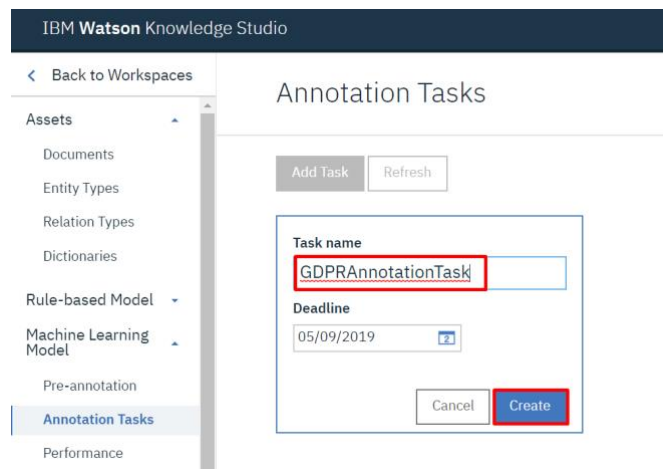 IBM Watson Knowledge Studio
Back to Workspaces
Assets
Documents
Entity Types
Relation Types
Dictionaries
Rule-based Model
Machine Learning
Model
Pre-annotation
Annotation Tasks
Performance
Annotation Tasks
Add Task
Refresh
Task name
GDPRAnnotationTask
Deadline
05/09/2019
2
Cancel
Create